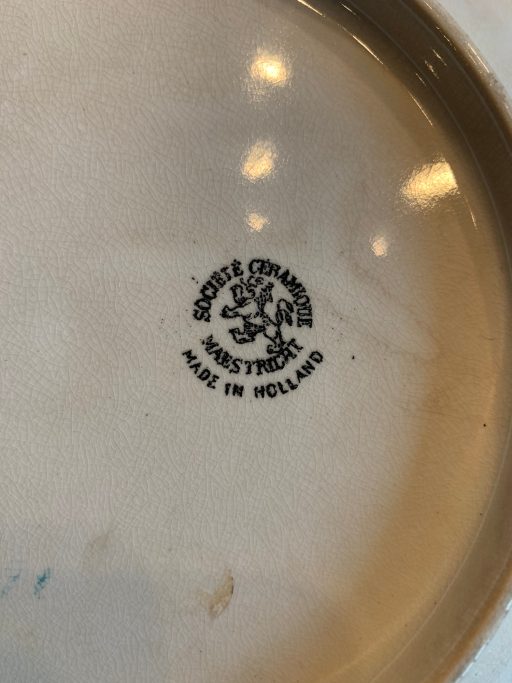 SOCIÉTÉ CÉRAMIQUE
MAESTRICHT
MADE IN HOLLAND